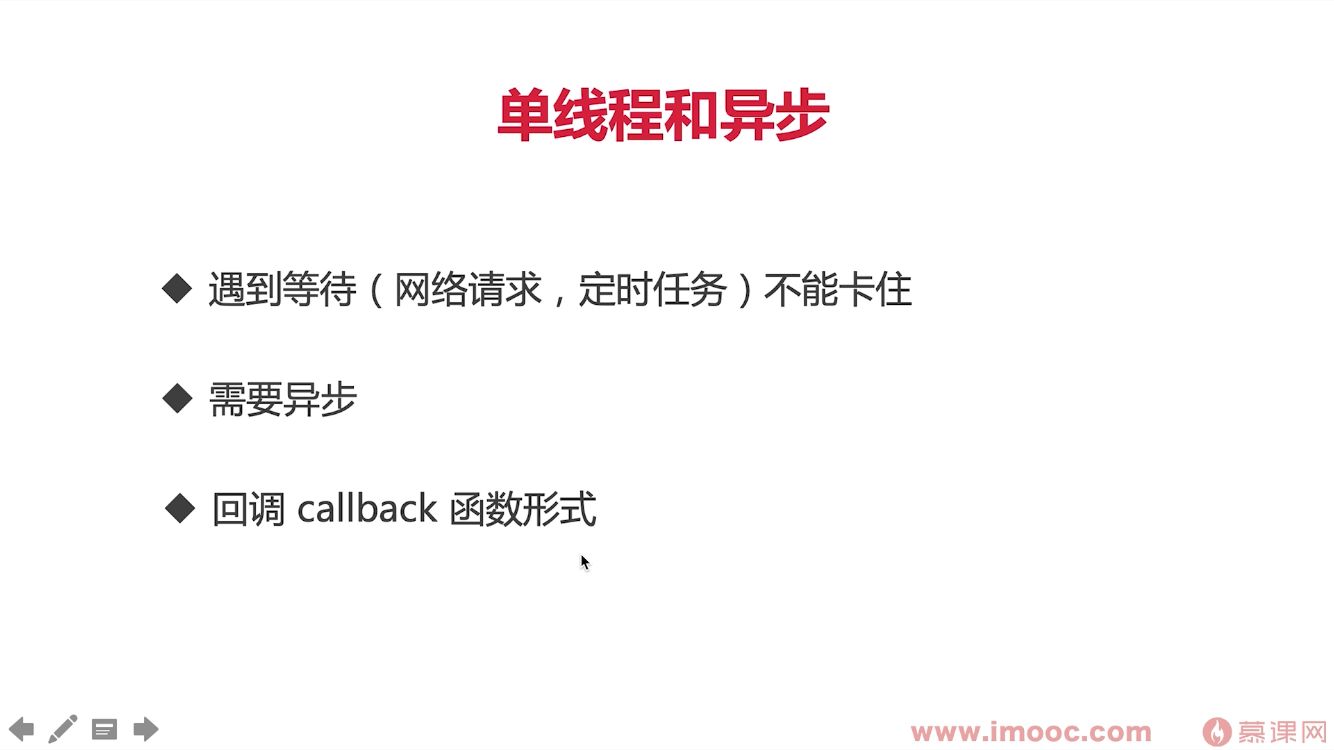 单线程和异步
遇到等待（网络请求，定时任务）不能卡住
需要异步
回调 callback 函数形式
www.imooc.com 慕课网